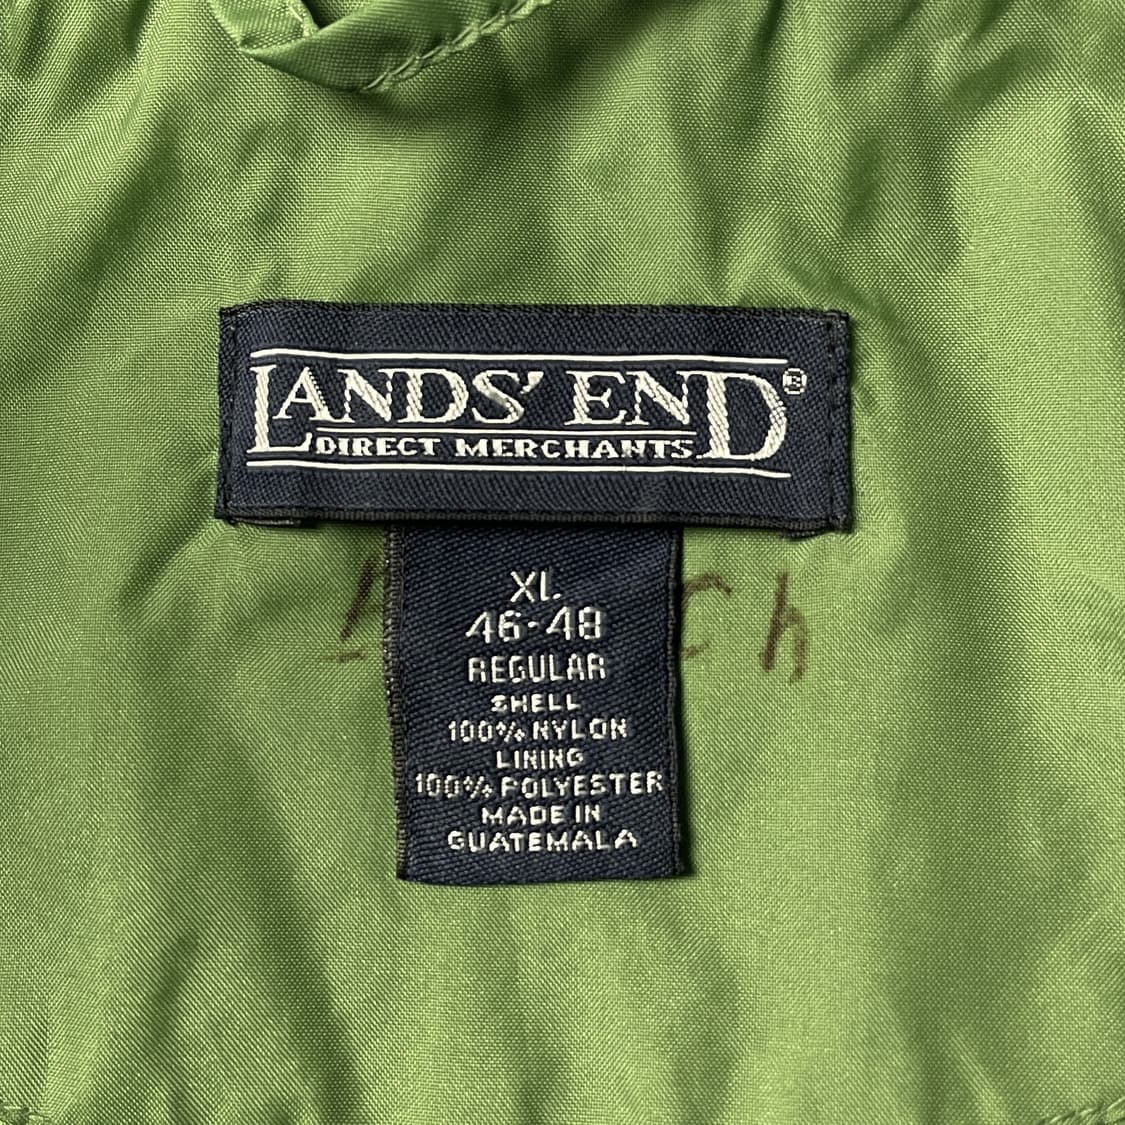 LANDS' END®
DIRECT MERCHANTS
XL
46-48
REGULAR
SHELL
100% NYLON
LINING
100% POLYESTER
MADE IN
GUATEMALA